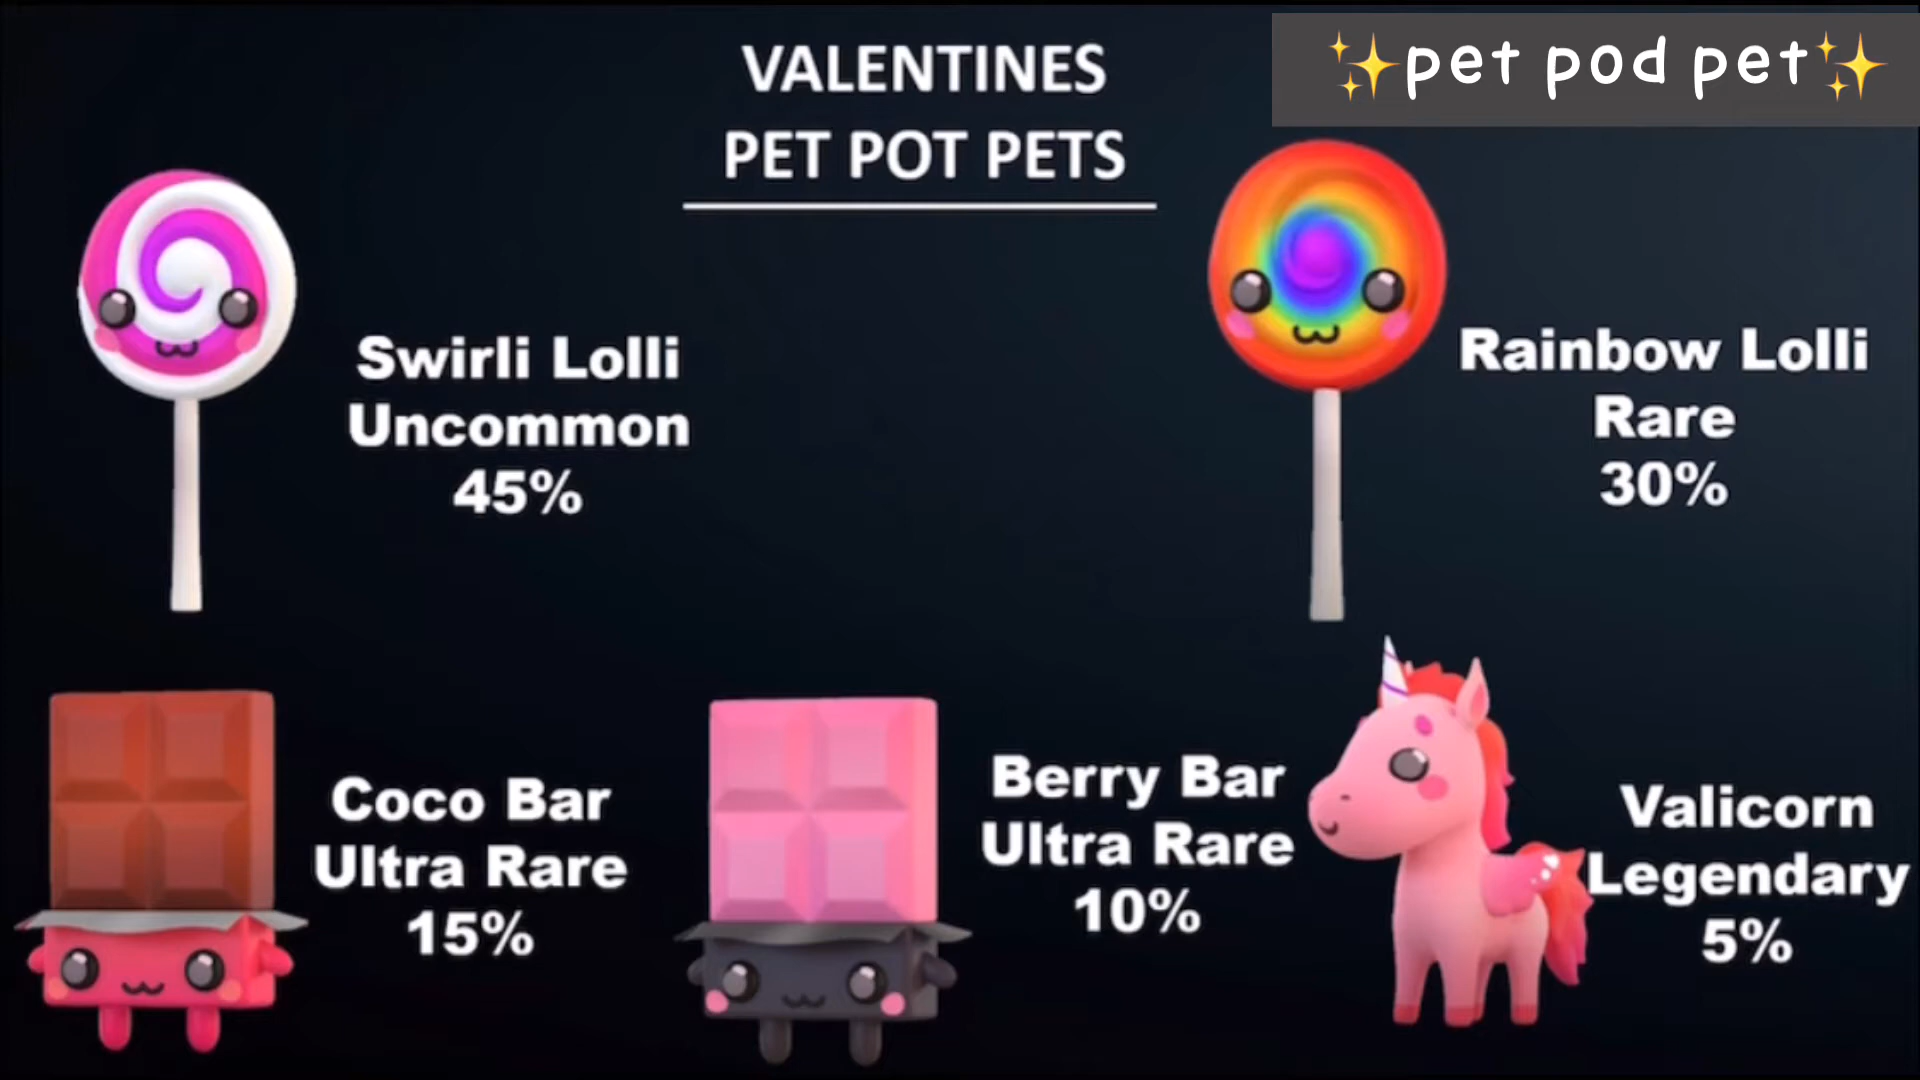 VALENTINES
PET POT PETS
✨pet pod pet✨
Swirli Lolli
Uncommon
45%
Rainbow Lolli
Rare
30%
Coco Bar
Ultra Rare
15%
Berry Bar
Ultra Rare
10%
Valicorn
Legendary
5%